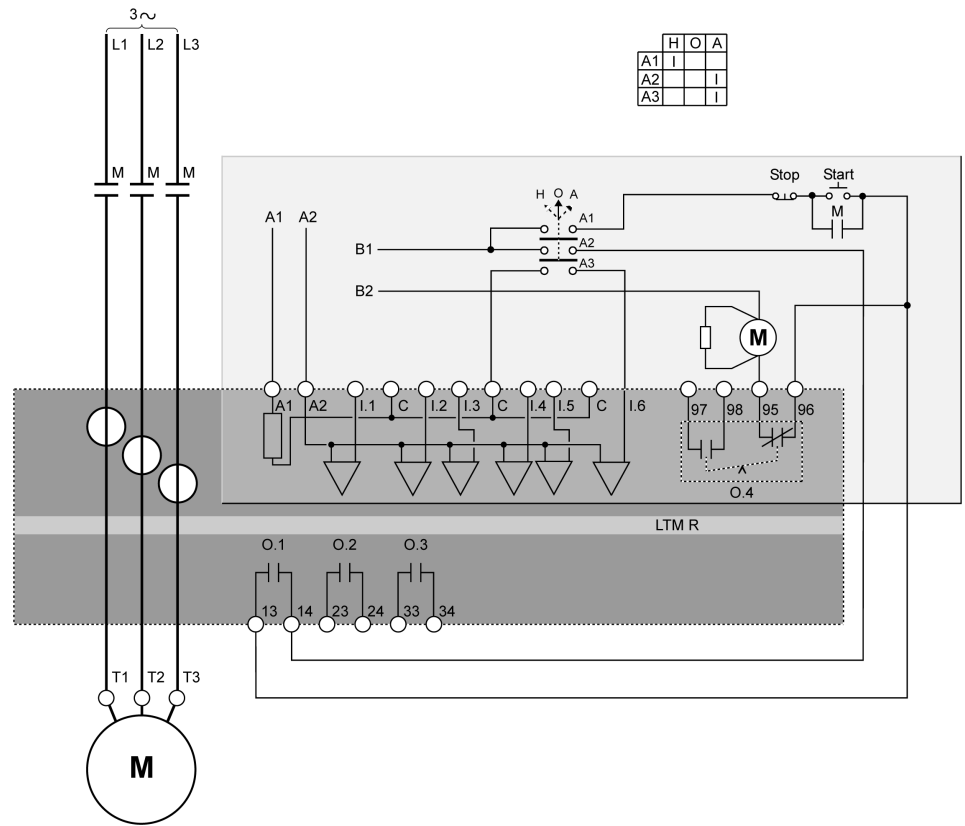 3∼
L1 L2 L3
H O A
A1 I
A2 I
A3 I
M M M
Stop Start
M
H O A
A1
A1 A2
A2
B1
A3
B2
M
A1 A2 I.1 C I.2 I.3 C I.4 I.5 C I.6 97 98 95 96
O.4
LTM R
O.1 O.2 O.3
13 14 23 24 33 34
T1 T2 T3
M